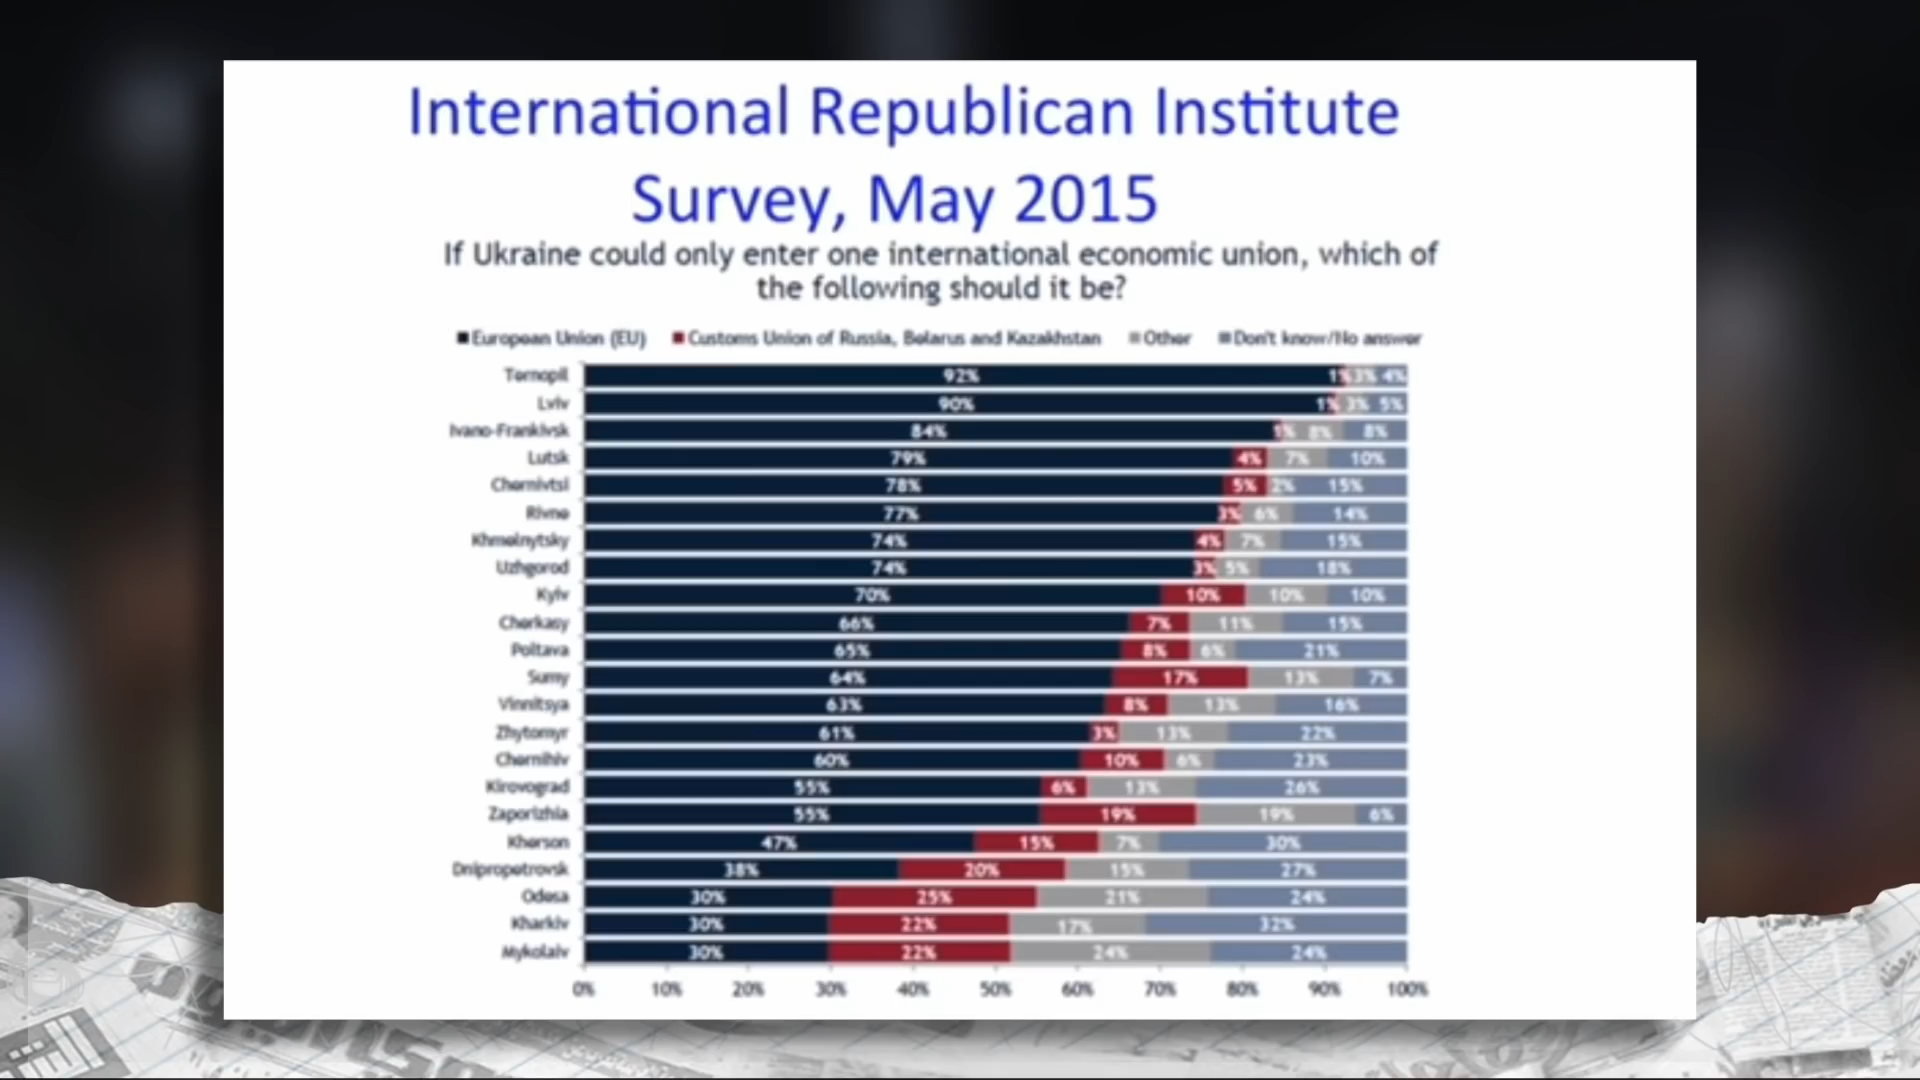 International Republican Institute
Survey, May 2015
If Ukraine could only enter one international economic union, which of
the following should it be?
European Union (EU) Customs Union of Russia, Belarus and Kazakhstan Other Don't know/No answer
Ternopil 92% 1% 3% 4%
Lviv 90% 1% 3% 5%
Ivano-Frankivsk 84% 1% 8% 8%
Lutsk 79% 4% 7% 10%
Chernivtsi 78% 5% 2% 15%
Rivne 77% 3% 6% 14%
Khmelnytsky 74% 4% 7% 15%
Uzhgorod 74% 3% 5% 18%
Kyiv 70% 10% 10% 10%
Cherkasy 66% 7% 11% 15%
Poltava 65% 8% 6% 21%
Sumy 64% 17% 13% 7%
Vinnitsya 63% 8% 13% 16%
Zhytomyr 61% 3% 13% 22%
Chernihiv 60% 10% 6% 23%
Kirovograd 55% 6% 13% 26%
Zaporizhia 55% 19% 19% 6%
Kherson 47% 15% 7% 30%
Dnipropetrovsk 38% 20% 15% 27%
Odesa 30% 25% 21% 24%
Kharkiv 30% 22% 17% 32%
Mykolaiv 30% 22% 24% 24%
0% 10% 20% 30% 40% 50% 60% 70% 80% 90% 100%